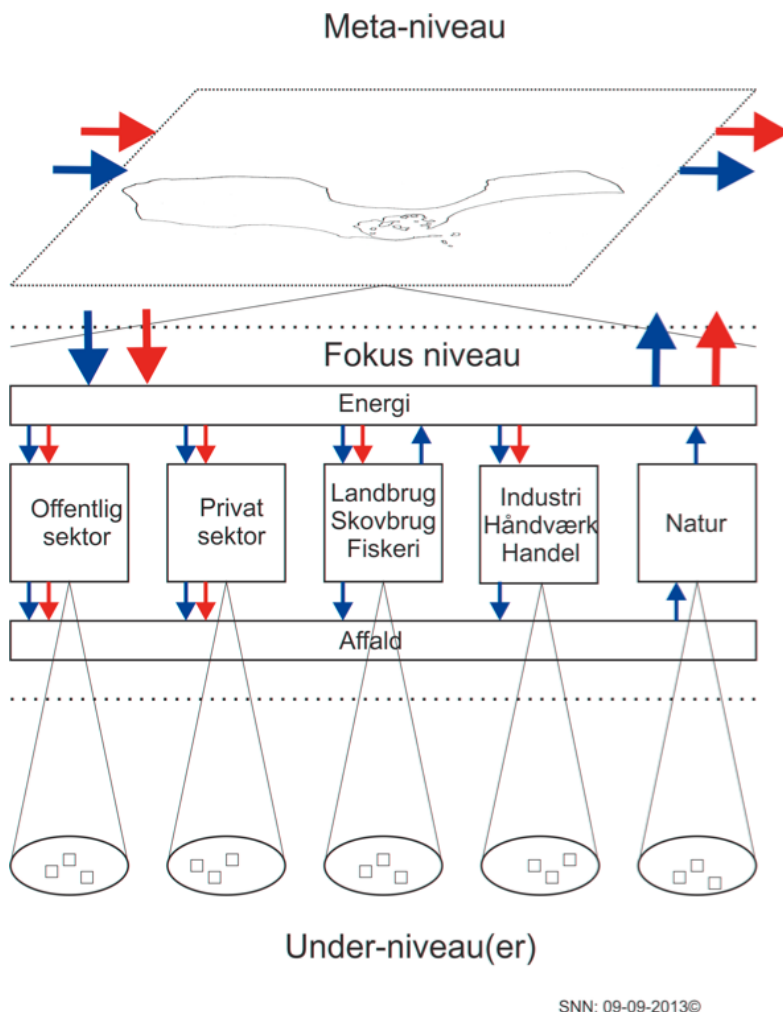 Meta-niveau
Fokus niveau
Energi
Offentlig
sektor
Privat
sektor
Landbrug
Skovbrug
Fiskeri
Industri
Håndværk
Handel
Natur
Affald
Under-niveau(er)
SNN: 09-09-2013©